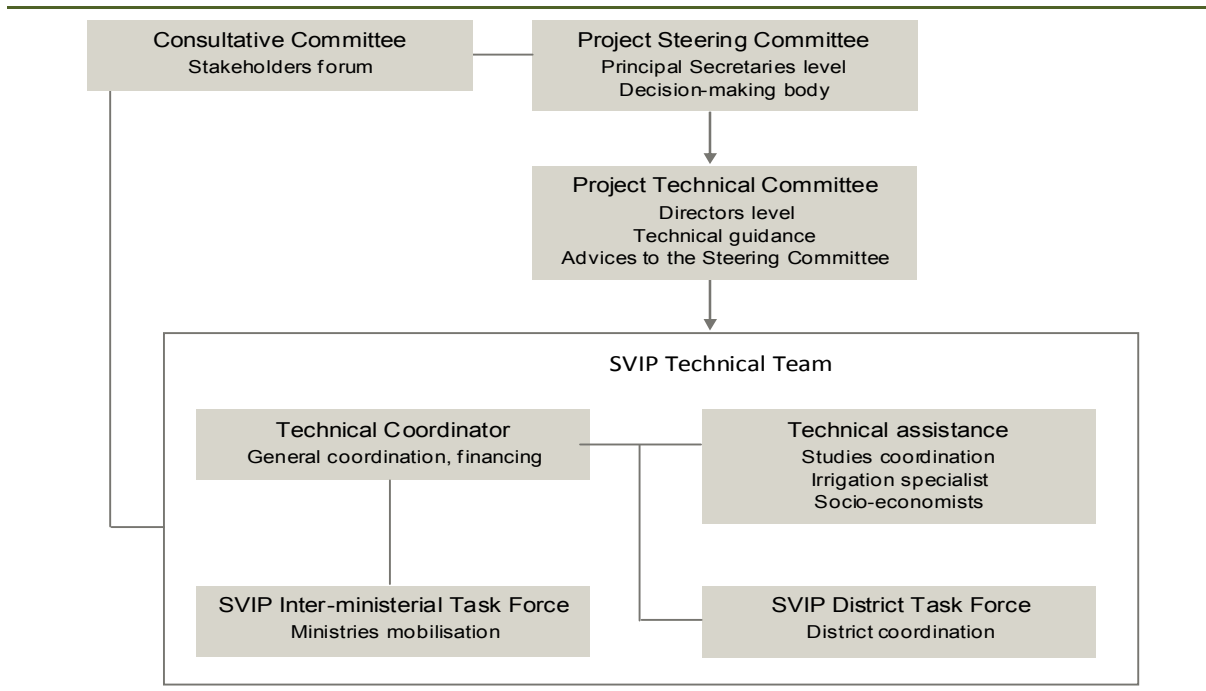 Consultative Committee
Stakeholders forum
Project Steering Committee
Principal Secretaries level
Decision-making body
Project Technical Committee
Directors level
Technical guidance
Advices to the Steering Committee
SVIP Technical Team
Technical Coordinator
General coordination, financing
Technical assistance
Studies coordination
Irrigation specialist
Socio-economists
SVIP Inter-ministerial Task Force
Ministries mobilisation
SVIP District Task Force
District coordination